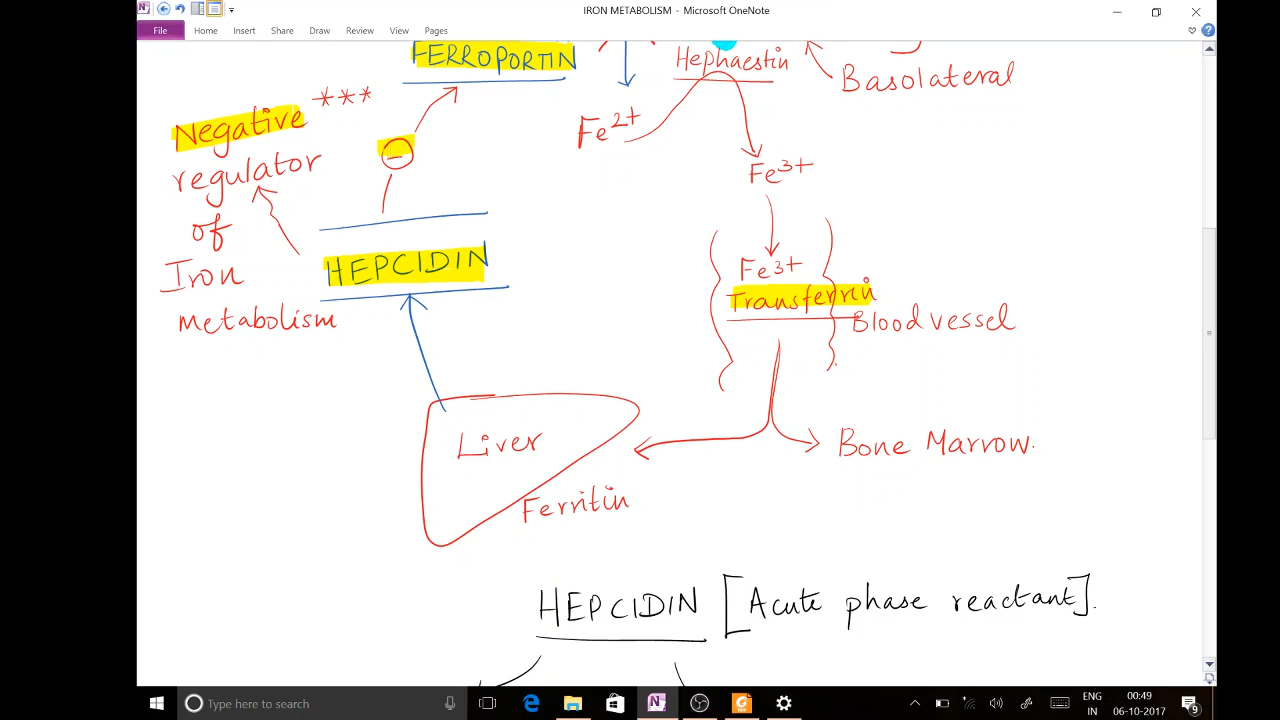 IRON METABOLISM - Microsoft OneNote
File Home Insert Share Draw Review View Pages
FERROPORTIN
Hephaestin
Basolateral
Negative ***
regulator
of
Iron
metabolism
Fe2+
Fe3+
HEPCIDIN
Fe3+
Transferrin
Blood vessel
Liver
Ferritin
Bone Marrow.
HEPCIDIN [Acute phase reactant].
Type here to search
ENG
IN
00:49
06-10-2017
9